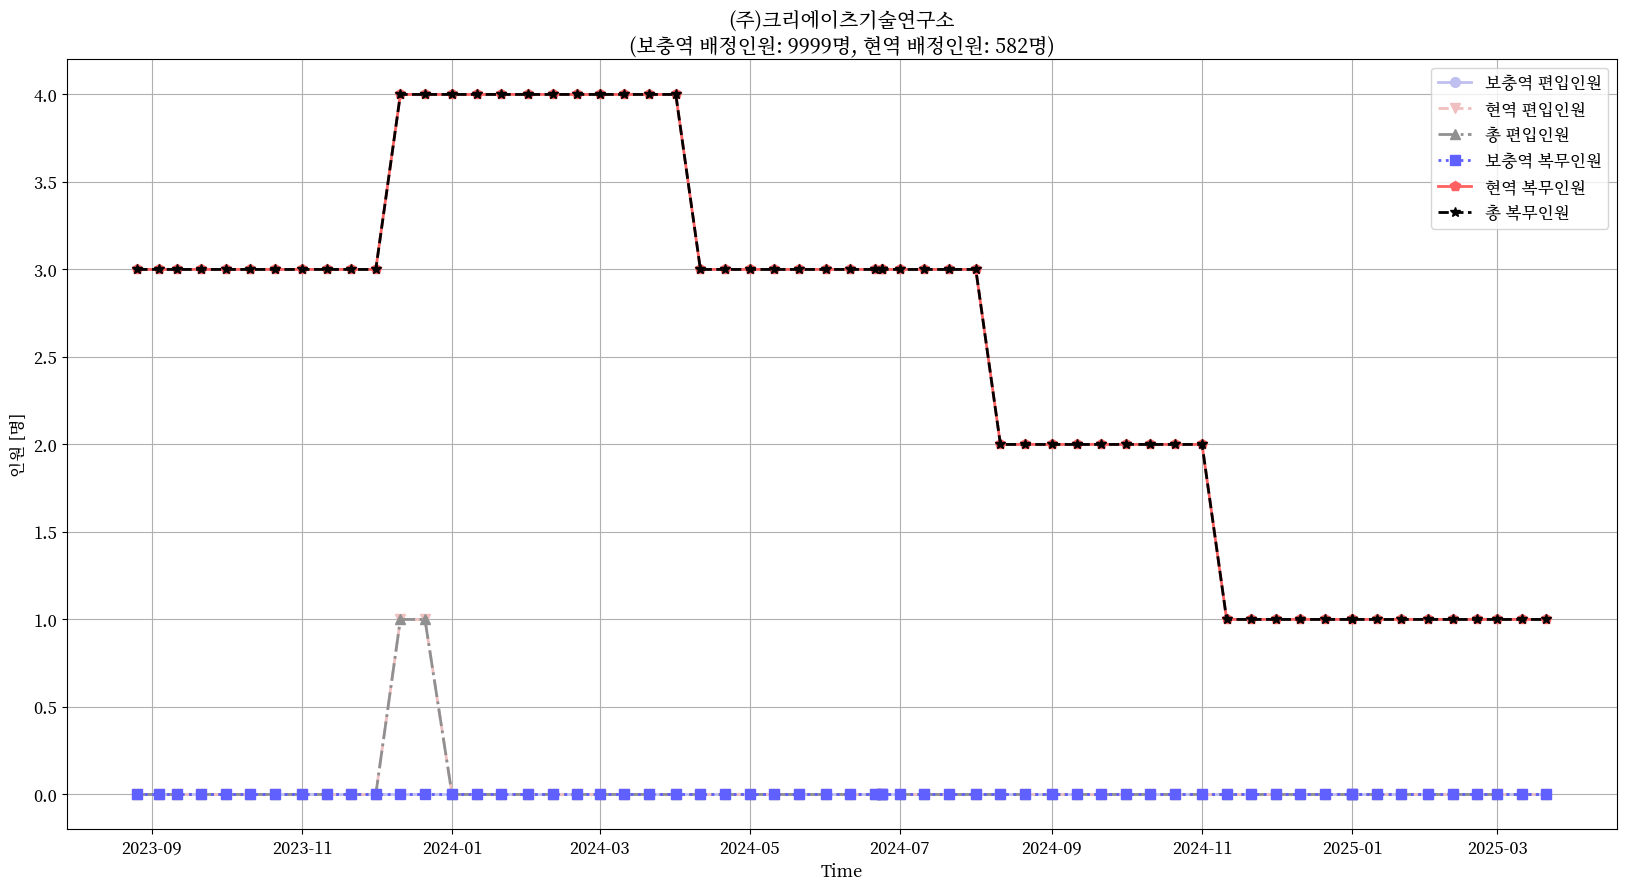 (주)크리에이츠기술연구소
(보충역 배정인원: 9999명, 현역 배정인원: 582명)
보충역 편입인원
현역 편입인원
총 편입인원
보충역 복무인원
현역 복무인원
총 복무인원
4.0
3.5
3.0
2.5
2.0
1.5
1.0
0.5
0.0
인원 [명]
2023-09 2023-11 2024-01 2024-03 2024-05 2024-07 2024-09 2024-11 2025-01 2025-03
Time